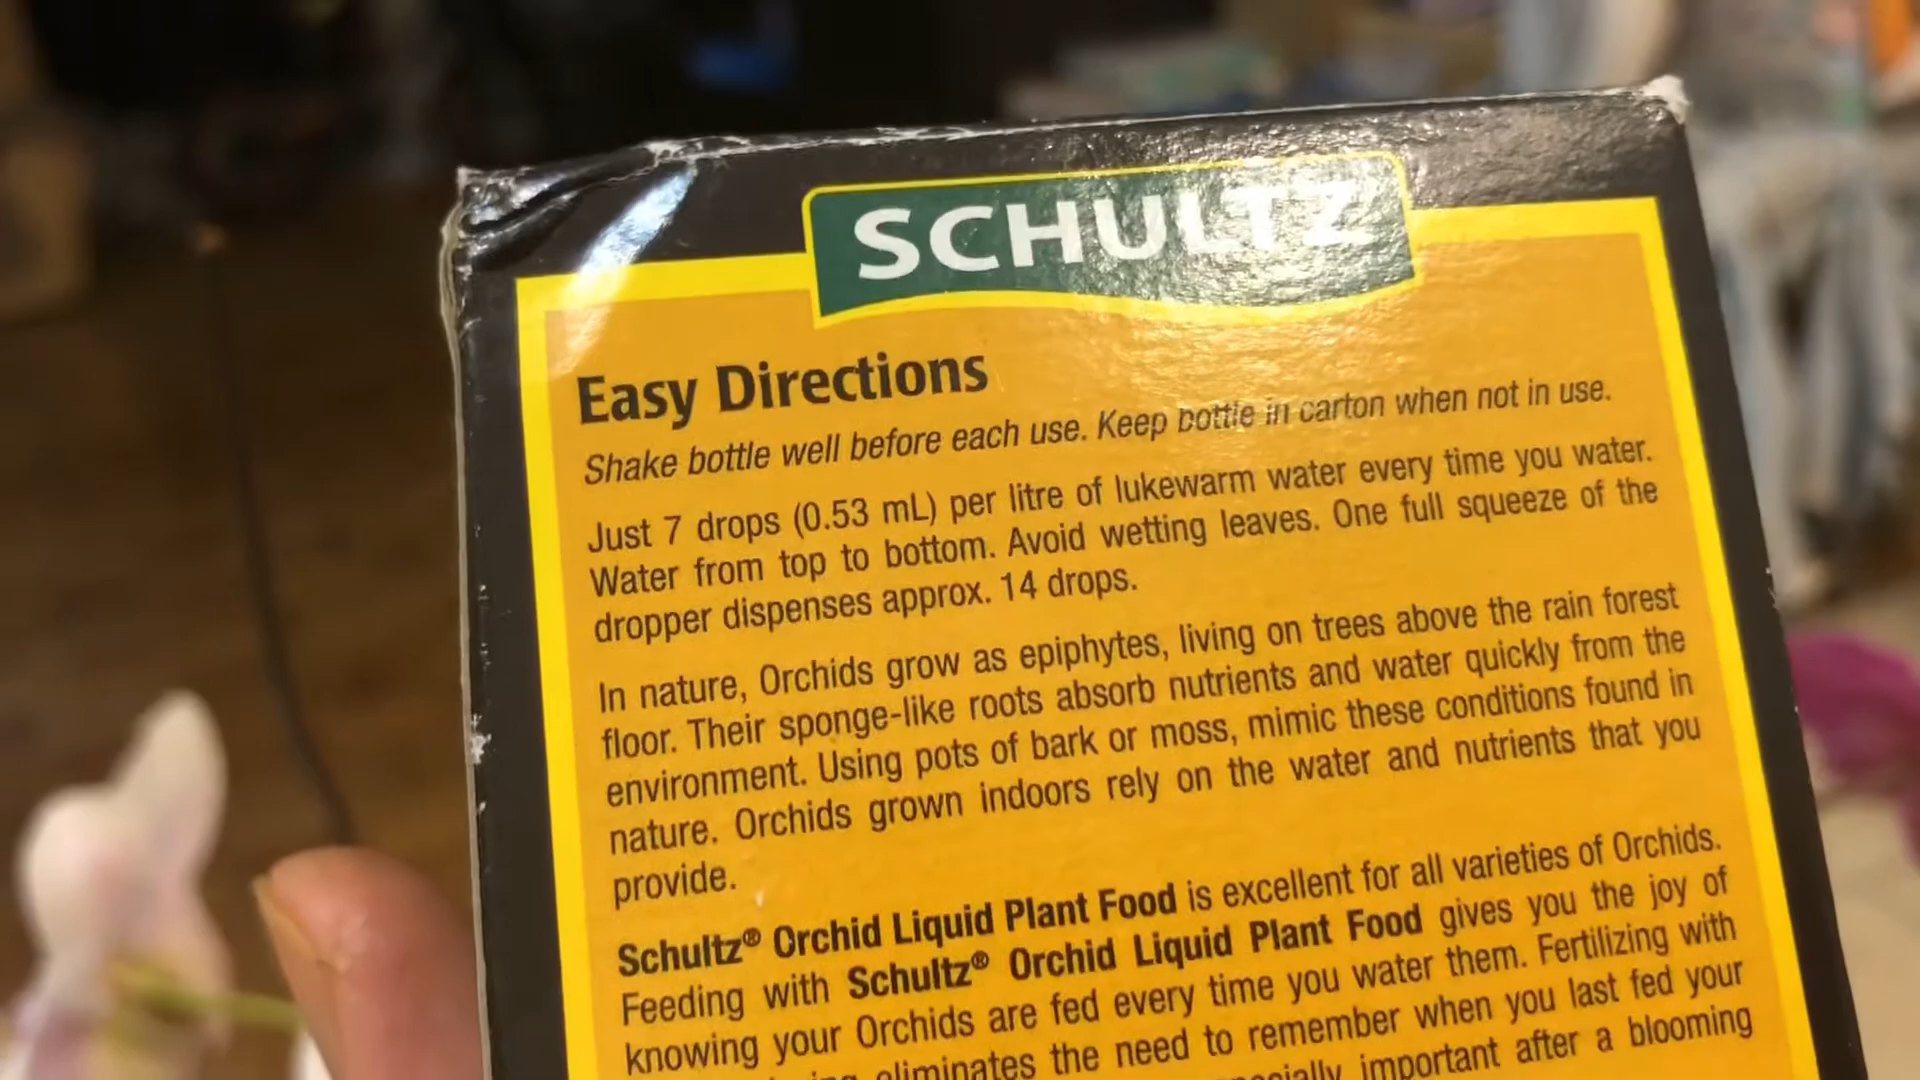 SCHULTZ
Easy Directions
Shake bottle well before each use. Keep bottle in carton when not in use.
Just 7 drops (0.53 mL) per litre of lukewarm water every time you water.
Water from top to bottom. Avoid wetting leaves. One full squeeze of the
dropper dispenses approx. 14 drops.
In nature, Orchids grow as epiphytes, living on trees above the rain forest
floor. Their sponge-like roots absorb nutrients and water quickly from the
environment. Using pots of bark or moss, mimic these conditions found in
nature. Orchids grown indoors rely on the water and nutrients that you
provide.
Schultz® Orchid Liquid Plant Food is excellent for all varieties of Orchids.
Feeding with Schultz® Orchid Liquid Plant Food gives you the joy of
knowing your Orchids are fed every time you water them. Fertilizing with
eliminates the need to remember when you last fed your
important after a blooming